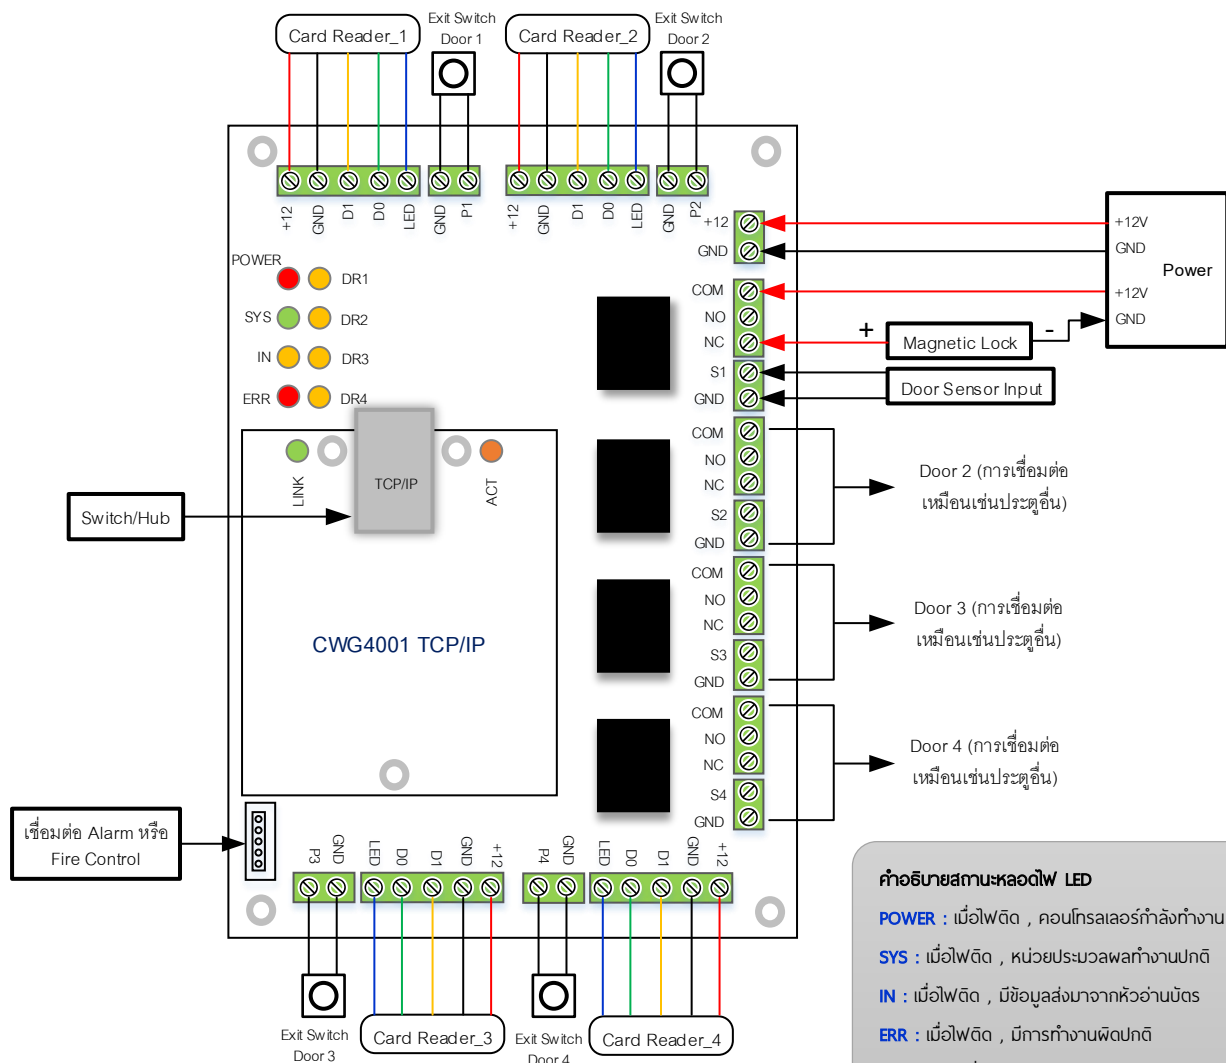 Card Reader_1
Exit Switch
Door 1
Card Reader_2
Exit Switch
Door 2
+12
GND
D1
D0
LED
GND
P1
+12
GND
D1
D0
LED
GND
P2
+12
GND
+12V
GND
+12V
GND
Power
POWER
DR1
SYS
DR2
IN
DR3
ERR
DR4
COM
NO
NC
+
Magnetic Lock
-
S1
GND
Door Sensor Input
COM
NO
NC
S2
GND
Door 2 (การเชื่อมต่อ
เหมือนเช่นประตูอื่น)
LINK
TCP/IP
ACT
Switch/Hub
COM
NO
NC
S3
GND
Door 3 (การเชื่อมต่อ
เหมือนเช่นประตูอื่น)
CWG4001 TCP/IP
COM
NO
NC
S4
GND
Door 4 (การเชื่อมต่อ
เหมือนเช่นประตูอื่น)
เชื่อมต่อ Alarm หรือ
Fire Control
P3
GND
LED
D0
D1
GND
+12
P4
GND
LED
D0
D1
GND
+12
Exit Switch
Door 3
Card Reader_3
Exit Switch
Door 4
Card Reader_4
คำอธิบายสถานะหลอดไฟ LED
POWER : เมื่อไฟติด , คอนโทรลเลอร์กำลังทำงาน
SYS : เมื่อไฟติด , หน่วยประมวลผลทำงานปกติ
IN : เมื่อไฟติด , มีข้อมูลส่งมาจากหัวอ่านบัตร
ERR : เมื่อไฟติด , มีการทำงานผิดปกติ